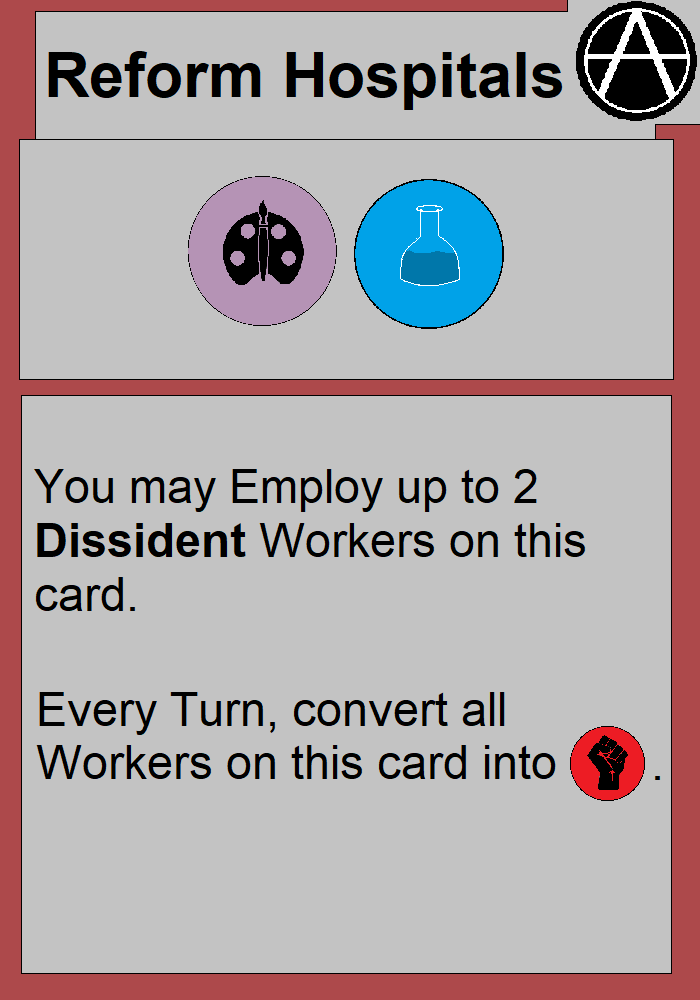 Reform Hospitals
You may Employ up to 2
Dissident Workers on this
card.
Every Turn, convert all
Workers on this card into .